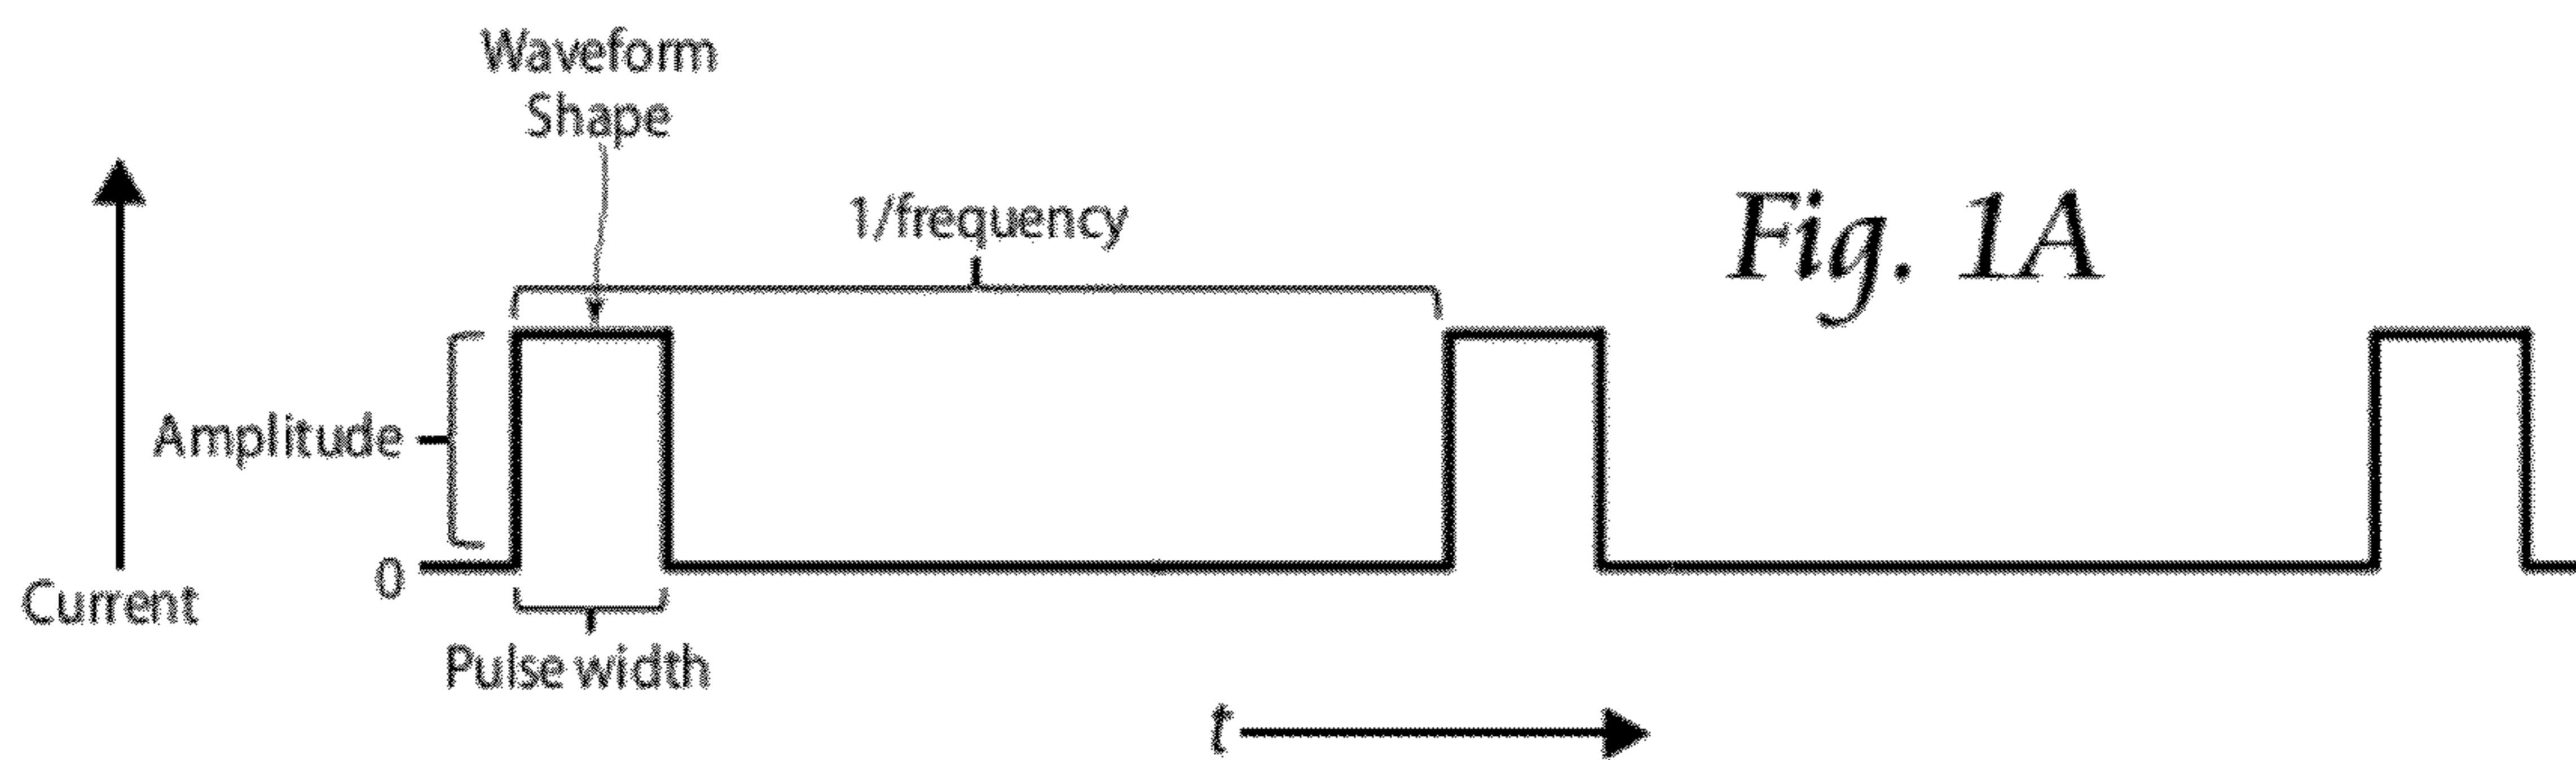 Waveform
Shape
1/frequency
Fig. 1A
Amplitude
0
Current
Pulse width
t